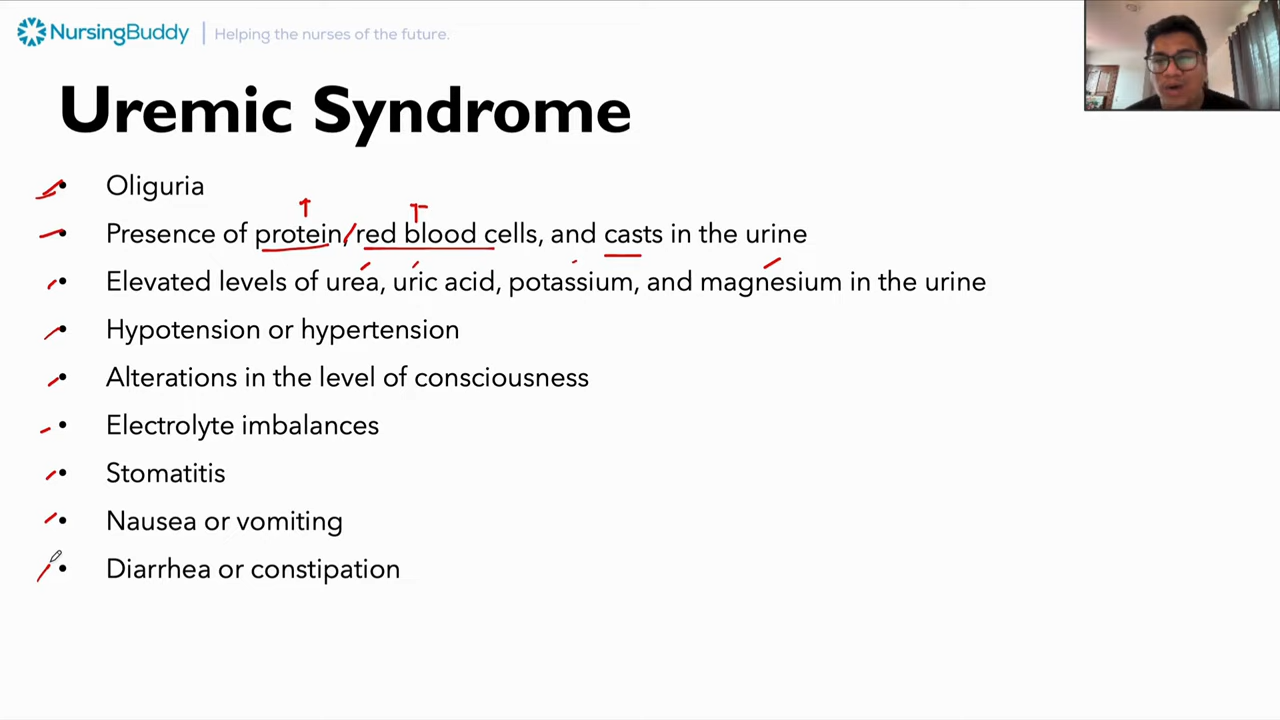 NursingBuddy | Helping the nurses of the future.
Uremic Syndrome
• Oliguria
• Presence of protein, red blood cells, and casts in the urine
• Elevated levels of urea, uric acid, potassium, and magnesium in the urine
• Hypotension or hypertension
• Alterations in the level of consciousness
• Electrolyte imbalances
• Stomatitis
• Nausea or vomiting
• Diarrhea or constipation